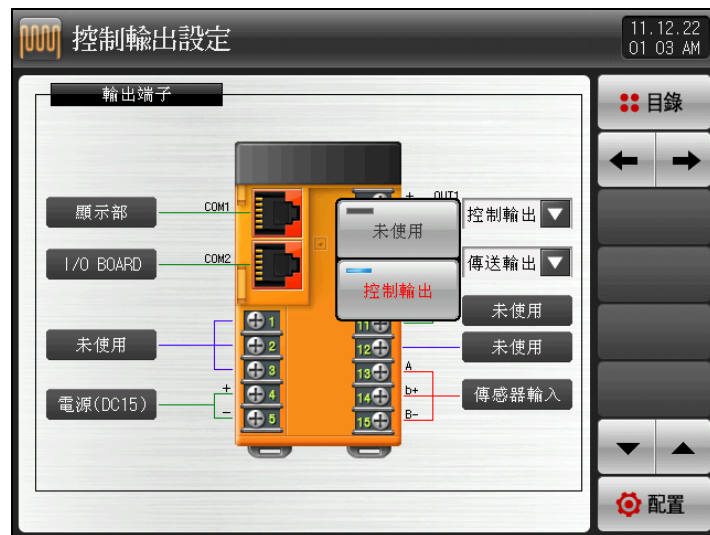 控制輸出設定
11.12.22
01 03 AM
輸出端子
目錄
顯示部
COM1
+
OUT1
未使用
控制輸出
I/O BOARD
COM2
控制輸出
傳送輸出
1
未使用
未使用
2
12
未使用
3
13
A
電源(DC15)
+
4
14
b+
傳感器輸入
-
5
15
B-
配置